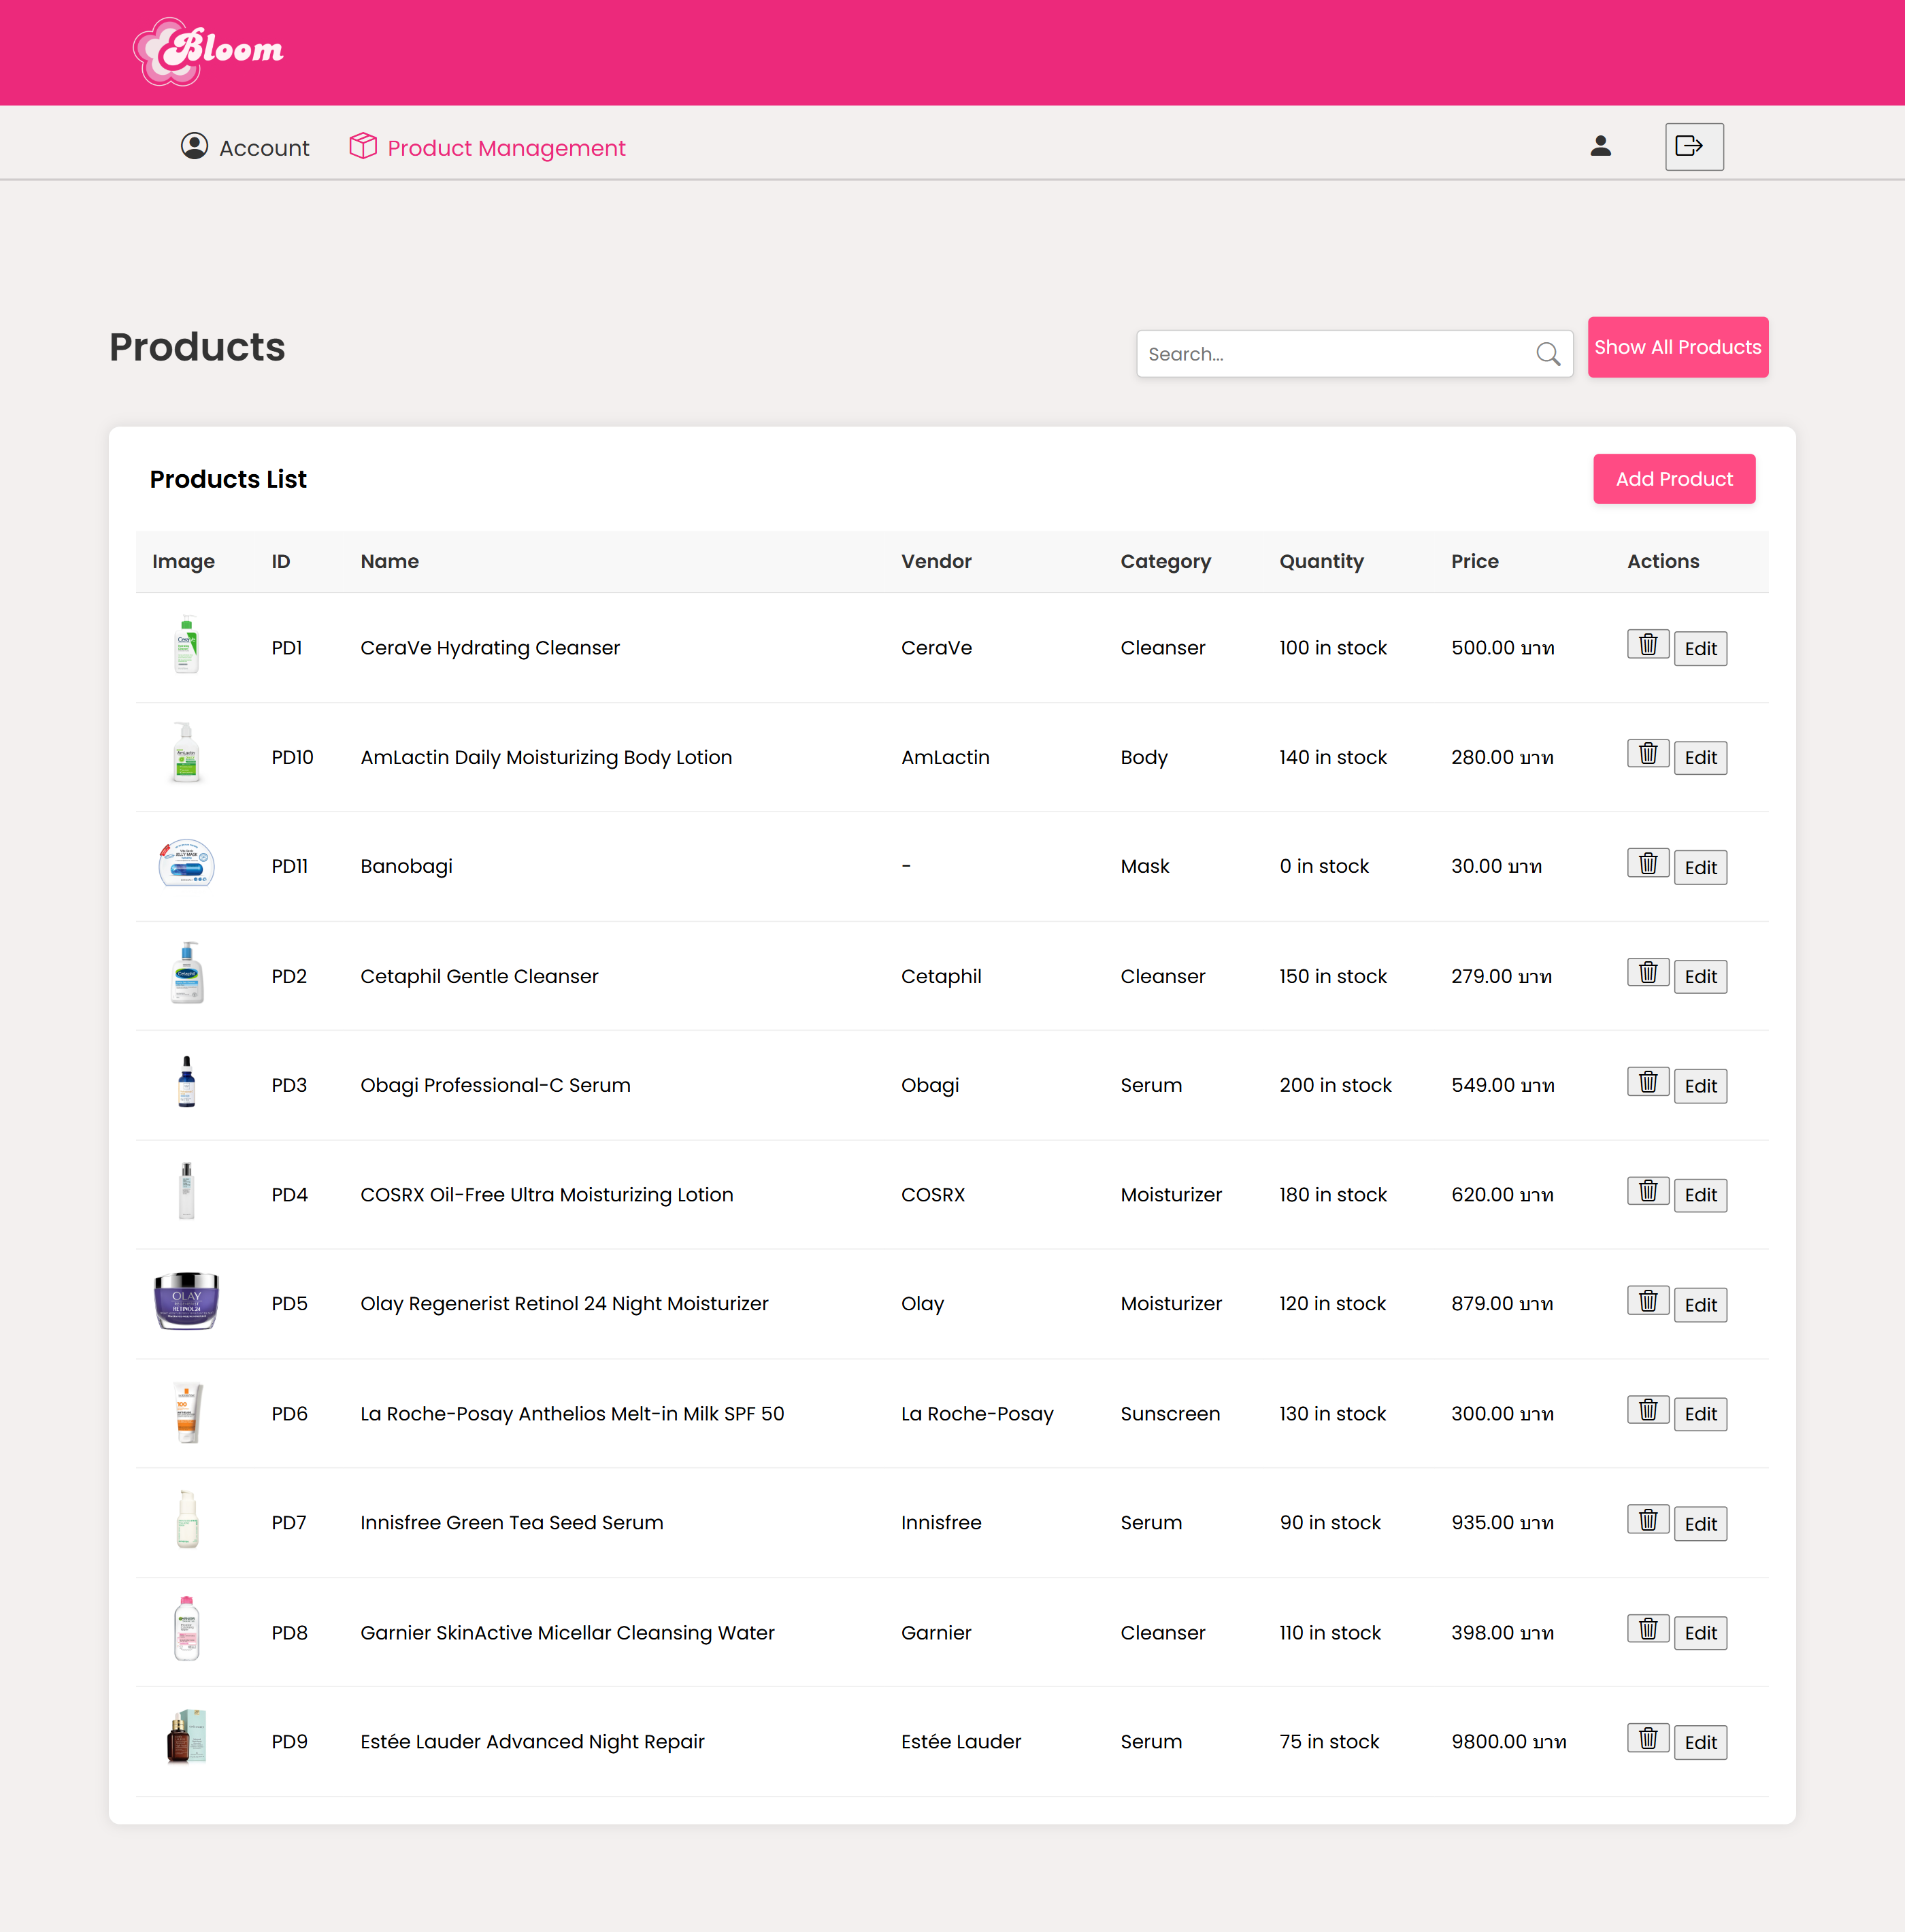 Bloom
Account Product Management
Products Search... Show All Products
Products List Add Product
Image ID Name Vendor Category Quantity Price Actions
PD1 CeraVe Hydrating Cleanser CeraVe Cleanser 100 in stock 500.00 บาท Edit
PD10 AmLactin Daily Moisturizing Body Lotion AmLactin Body 140 in stock 280.00 บาท Edit
PD11 Banobagi - Mask 0 in stock 30.00 บาท Edit
PD2 Cetaphil Gentle Cleanser Cetaphil Cleanser 150 in stock 279.00 บาท Edit
PD3 Obagi Professional-C Serum Obagi Serum 200 in stock 549.00 บาท Edit
PD4 COSRX Oil-Free Ultra Moisturizing Lotion COSRX Moisturizer 180 in stock 620.00 บาท Edit
OLAY
RETINOL24
PD5 Olay Regenerist Retinol 24 Night Moisturizer Olay Moisturizer 120 in stock 879.00 บาท Edit
PD6 La Roche-Posay Anthelios Melt-in Milk SPF 50 La Roche-Posay Sunscreen 130 in stock 300.00 บาท Edit
PD7 Innisfree Green Tea Seed Serum Innisfree Serum 90 in stock 935.00 บาท Edit
PD8 Garnier SkinActive Micellar Cleansing Water Garnier Cleanser 110 in stock 398.00 บาท Edit
PD9 Estée Lauder Advanced Night Repair Estée Lauder Serum 75 in stock 9800.00 บาท Edit